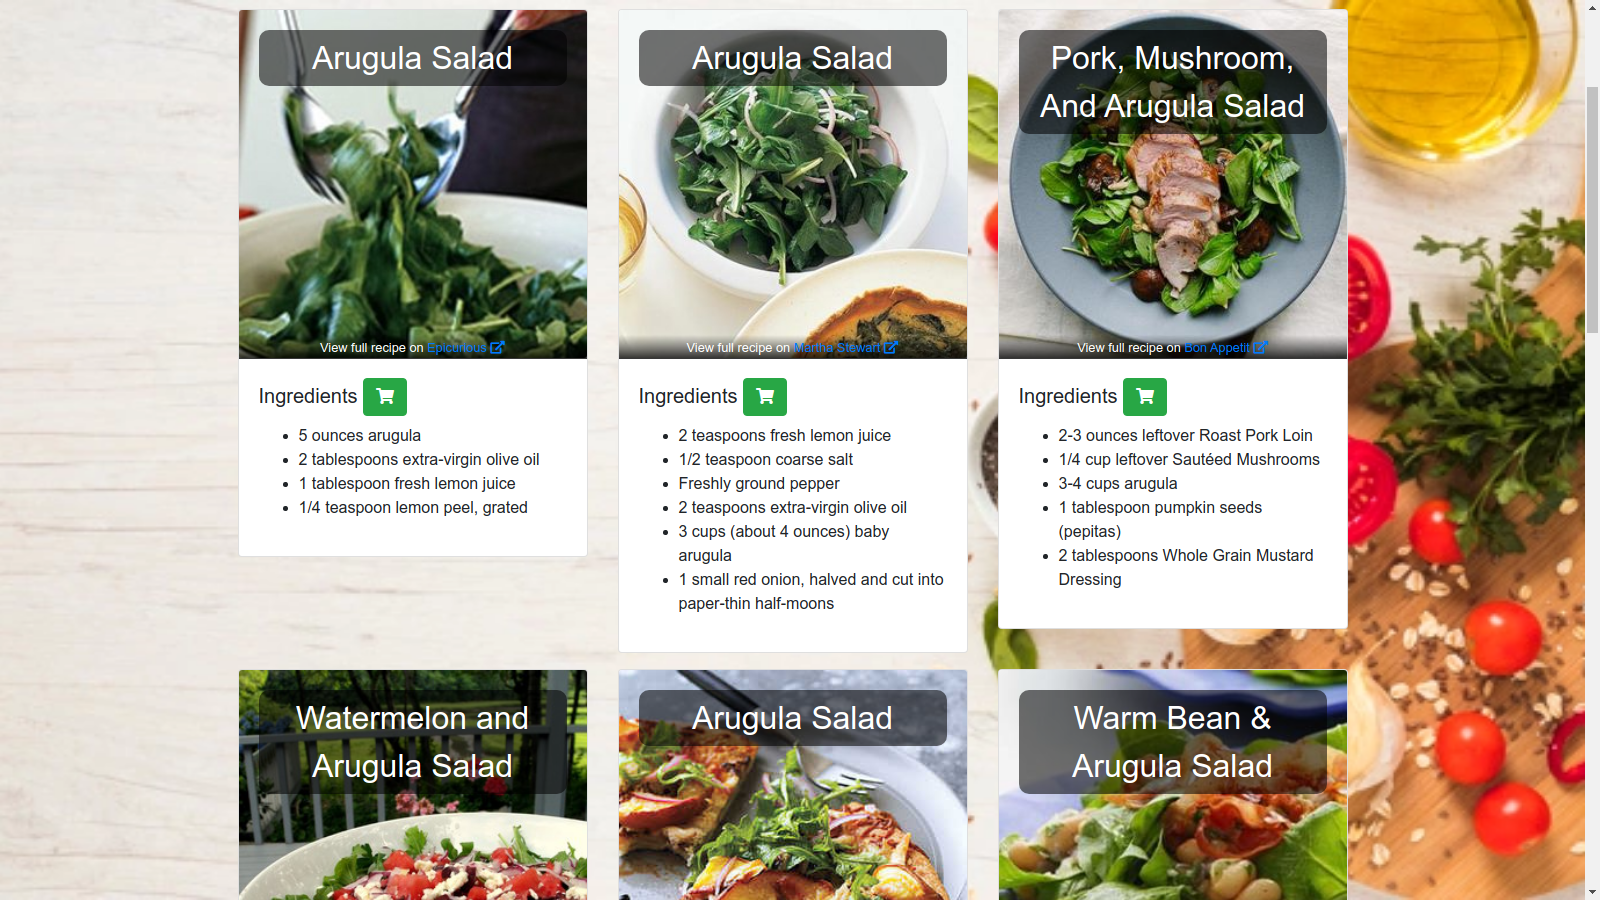 Arugula Salad
View full recipe on Epicurious
Ingredients
5 ounces arugula
2 tablespoons extra-virgin olive oil
1 tablespoon fresh lemon juice
1/4 teaspoon lemon peel, grated
Arugula Salad
View full recipe on Martha Stewart
Ingredients
2 teaspoons fresh lemon juice
1/2 teaspoon coarse salt
Freshly ground pepper
2 teaspoons extra-virgin olive oil
3 cups (about 4 ounces) baby
arugula
1 small red onion, halved and cut into
paper-thin half-moons
Pork, Mushroom,
And Arugula Salad
View full recipe on Bon Appetit
Ingredients
2-3 ounces leftover Roast Pork Loin
1/4 cup leftover Sautéed Mushrooms
3-4 cups arugula
1 tablespoon pumpkin seeds
(pepitas)
2 tablespoons Whole Grain Mustard
Dressing
Watermelon and
Arugula Salad
Arugula Salad
Warm Bean &
Arugula Salad